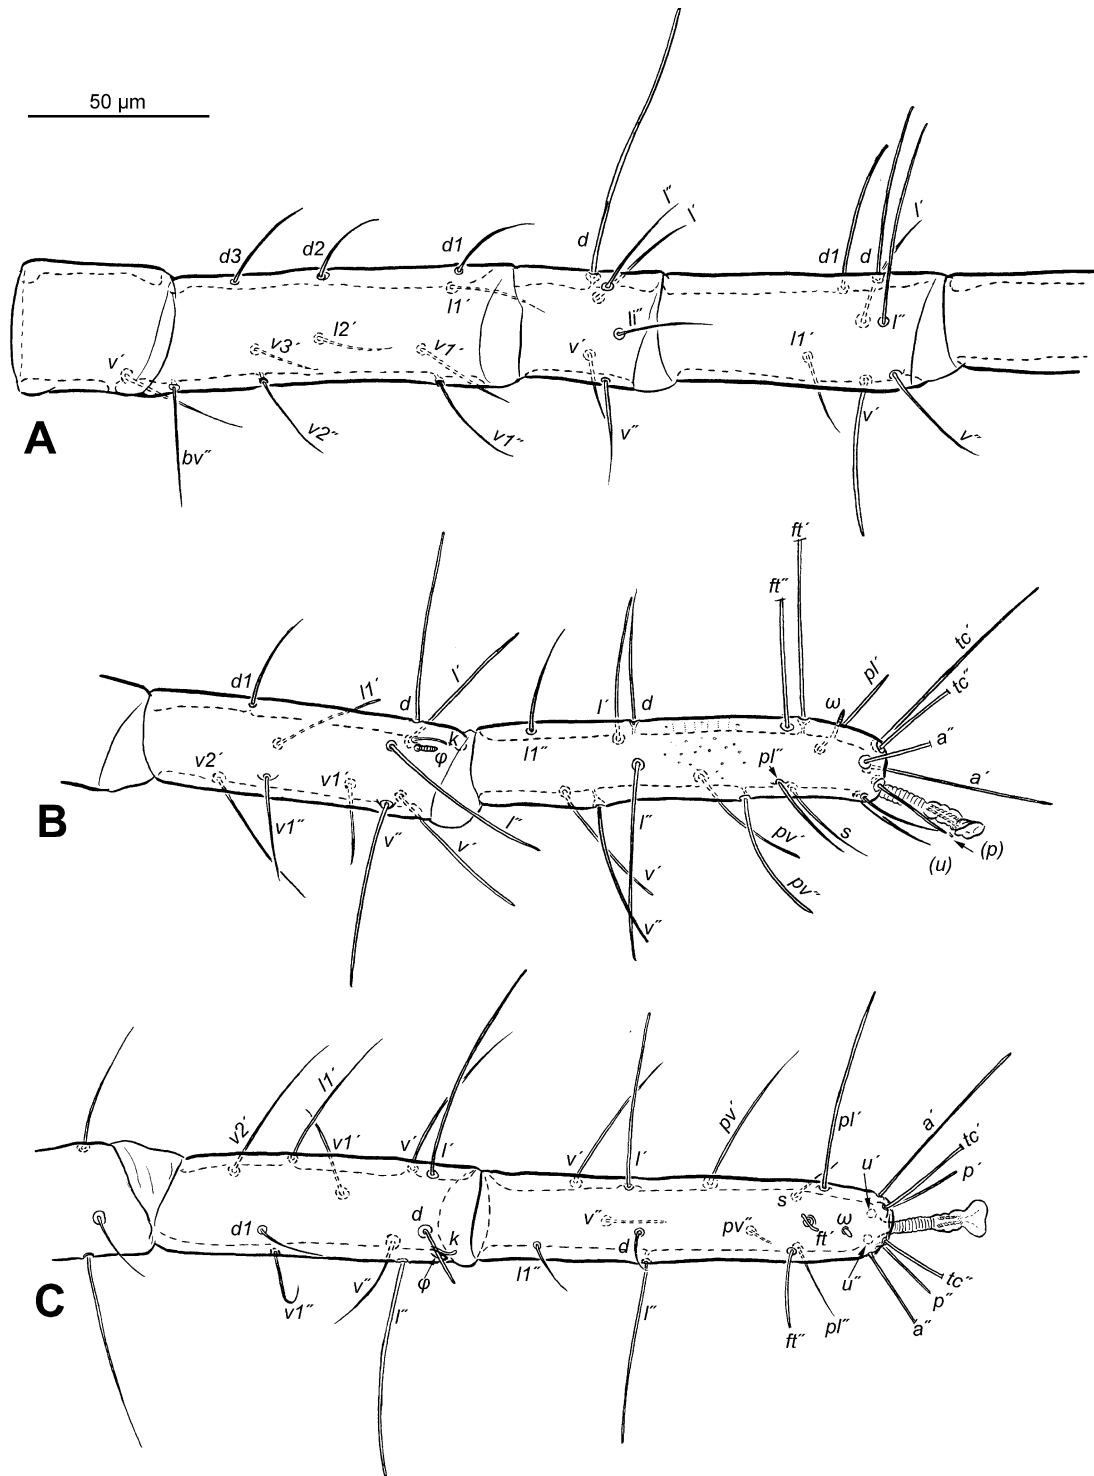 50 µm
l˝
l´
d3 d2 d1 d d1 d l´
l1´ li˝ l˝
v´ v3´ l2´ v1´ v´ l1´
v2˝ v1˝ v˝ v´ v˝
A bv˝
ft´
ft˝ tc´
d1 l1´ d l´ l´ d ω pl´ tc˝
k φ l1˝ a˝
v2´ v1´ pl˝ a´
B v1˝ v˝ v´ l˝ l˝ pv´ s (u) (p)
v´ pv˝
v˝
v2´ l1´ v1´ v´ l´ v´ l´ pv´ pl´ a´ tc´
s u´ p´
d1 d k v˝ d pv˝ ft´ ω
C v1˝ v˝ φ l˝ l1˝ l˝ ft˝ pl˝ u˝ tc˝
p˝
a˝